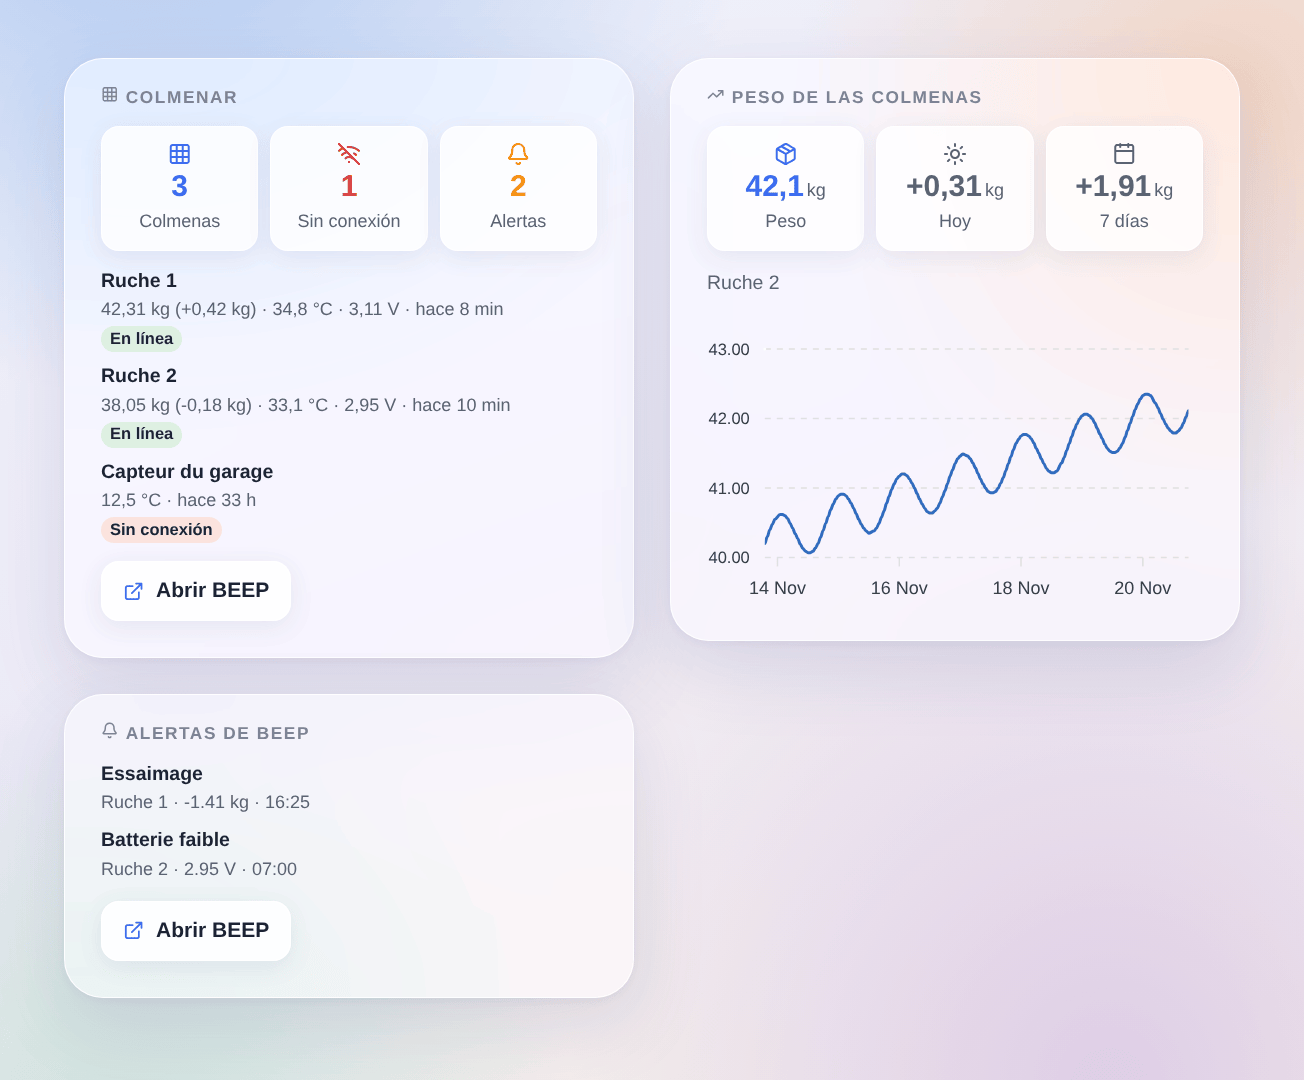 COLMENAR
3
Colmenas
1
Sin conexión
2
Alertas
Ruche 1
42,31 kg (+0,42 kg) · 34,8 °C · 3,11 V · hace 8 min
En línea
Ruche 2
38,05 kg (-0,18 kg) · 33,1 °C · 2,95 V · hace 10 min
En línea
Capteur du garage
12,5 °C · hace 33 h
Sin conexión
Abrir BEEP
PESO DE LAS COLMENAS
42,1 kg
Peso
+0,31 kg
Hoy
+1,91 kg
7 días
Ruche 2
43.00
42.00
41.00
40.00
14 Nov 16 Nov 18 Nov 20 Nov
ALERTAS DE BEEP
Essaimage
Ruche 1 · -1.41 kg · 16:25
Batterie faible
Ruche 2 · 2.95 V · 07:00
Abrir BEEP